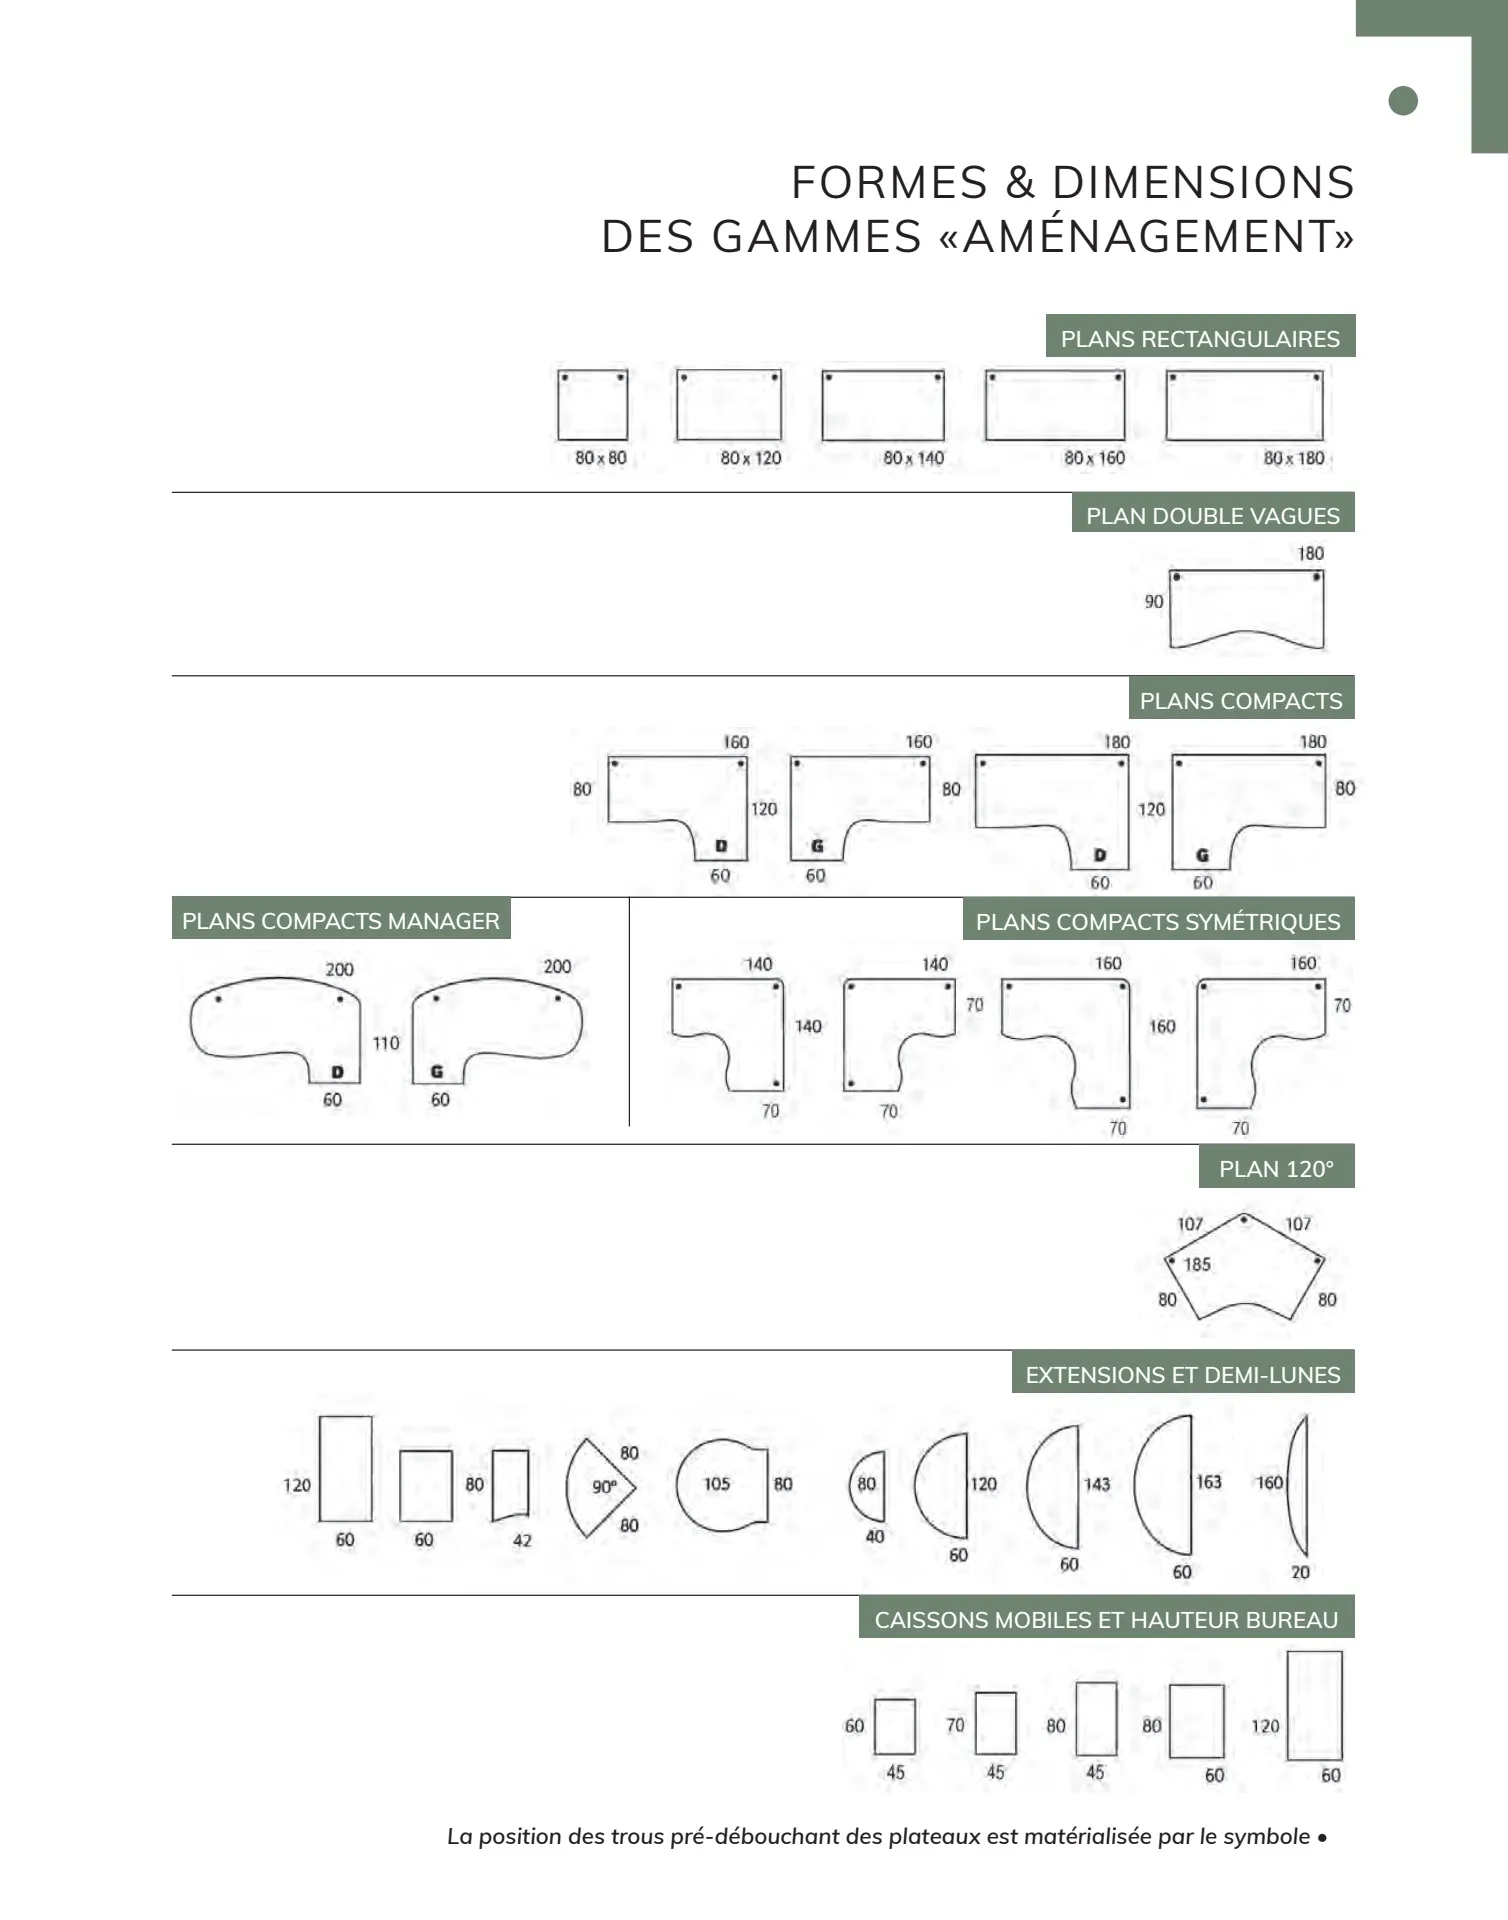 FORMES & DIMENSIONS
DES GAMMES «AMÉNAGEMENT»
PLANS RECTANGULAIRES
80 x 80 80 x 120 80 x 140 80 x 160 80 x 180
PLAN DOUBLE VAGUES
180
90
PLANS COMPACTS
160 160 180 180
80 80 80
120 120
D G D G
60 60 60 60
PLANS COMPACTS MANAGER
200 200
110
D G
60 60
PLANS COMPACTS SYMÉTRIQUES
140 140 160 160
70 70
140 160
70 70 70 70
PLAN 120°
107 107
185
80 80
EXTENSIONS ET DEMI-LUNES
80
120 80 90° 105 80 80 120 143 163 160
80
60 60 42 40 60 60 60 20
CAISSONS MOBILES ET HAUTEUR BUREAU
60 70 80 80 120
45 45 45 60 60
La position des trous pré-débouchant des plateaux est matérialisée par le symbole •